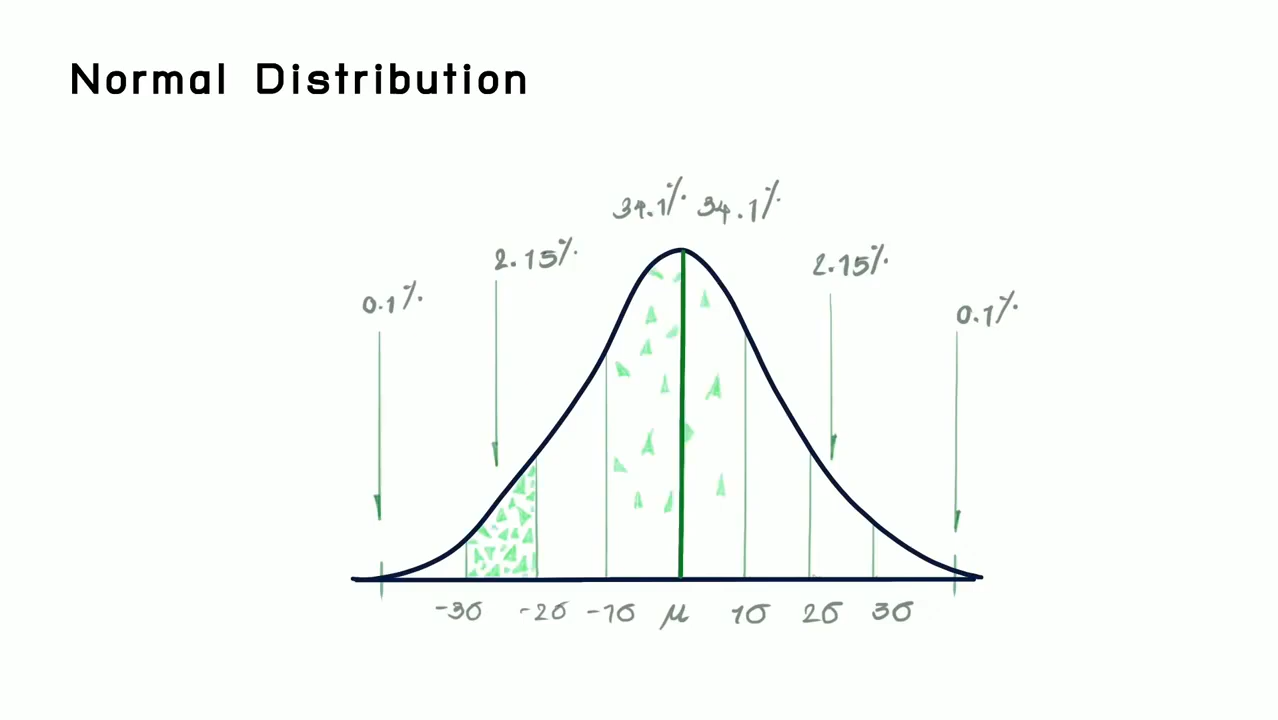 Normal Distribution
34.1% 34.1%
2.15% 2.15%
0.1% 0.1%
-3σ -2σ -1σ μ 1σ 2σ 3σ